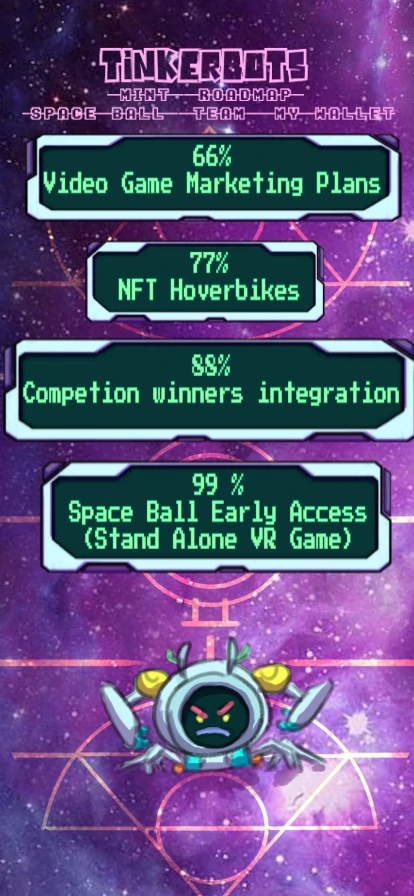 TINKERBOTS
MINT ROADMAP
SPACE BALL TEAM MY WALLET
66%
Video Game Marketing Plans
77%
NFT Hoverbikes
88%
Competion winners integration
99 %
Space Ball Early Access
(Stand Alone VR Game)